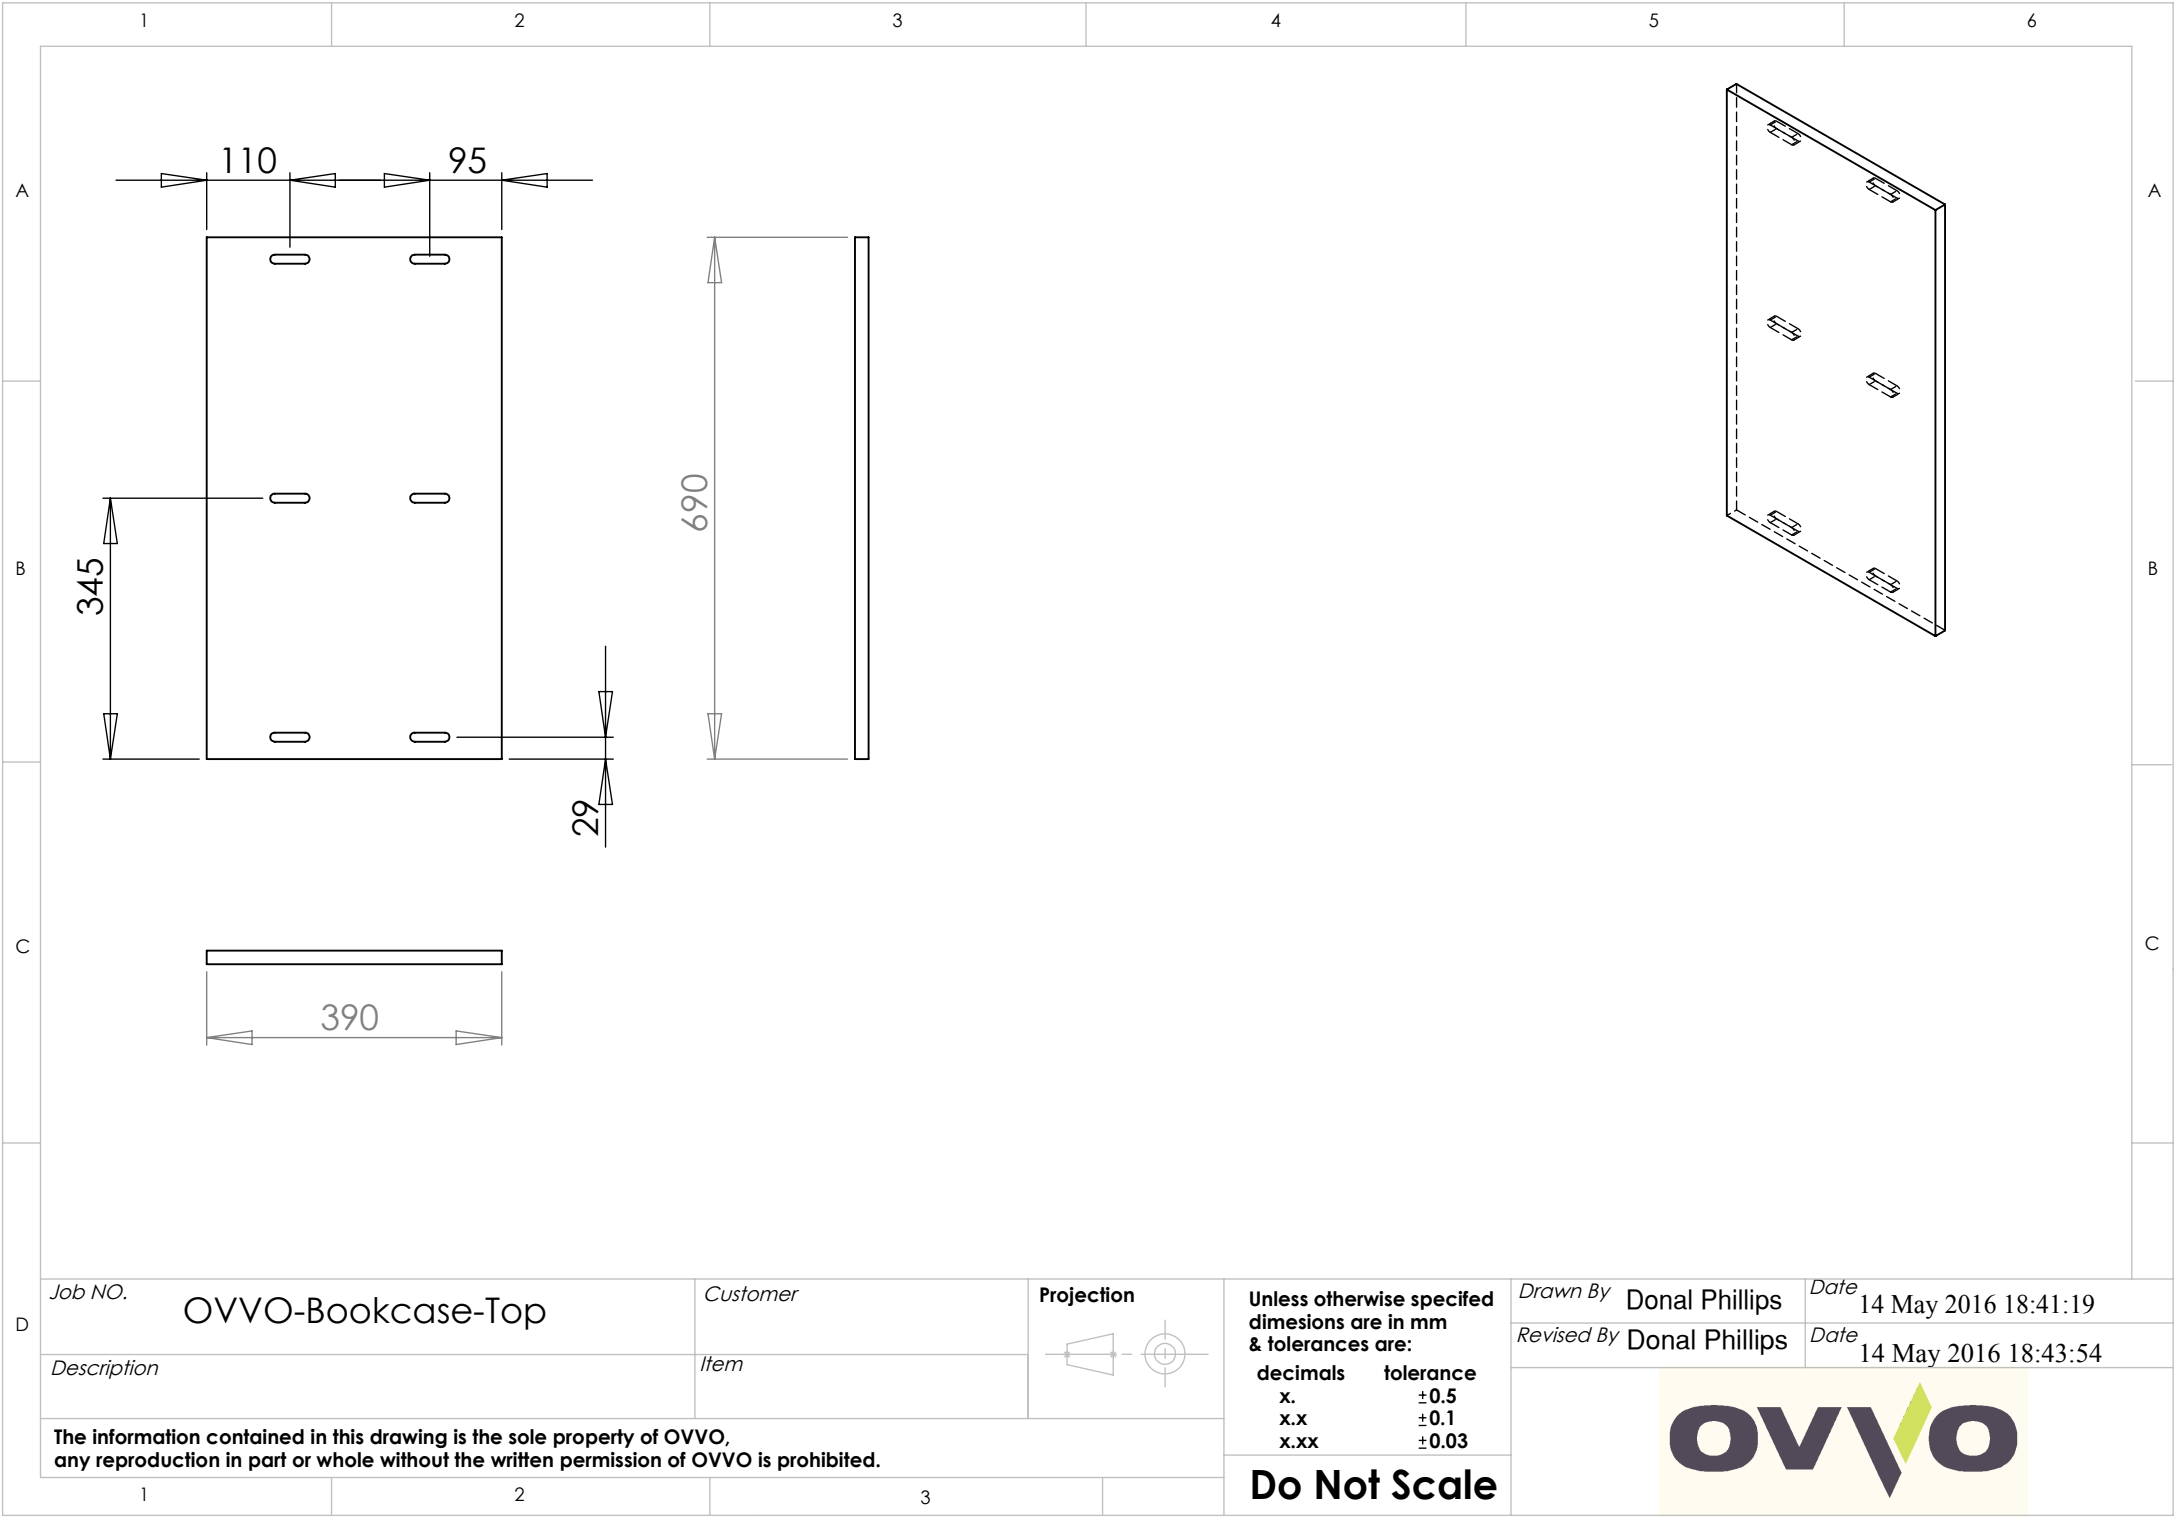 1 2 3 4 5 6
A A
110 95
690
B B
345
29
C C
390
D
Job NO. OVVO-Bookcase-Top
Customer
Description
Item
The information contained in this drawing is the sole property of OVVO,
any reproduction in part or whole without the written permission of OVVO is prohibited.
Projection
Unless otherwise specifed
dimesions are in mm
& tolerances are:
decimals tolerance
x. ±0.5
x.x ±0.1
x.xx ±0.03
Do Not Scale
Drawn By Donal Phillips Date 14 May 2016 18:41:19
Revised By Donal Phillips Date 14 May 2016 18:43:54
OVVO
1 2 3